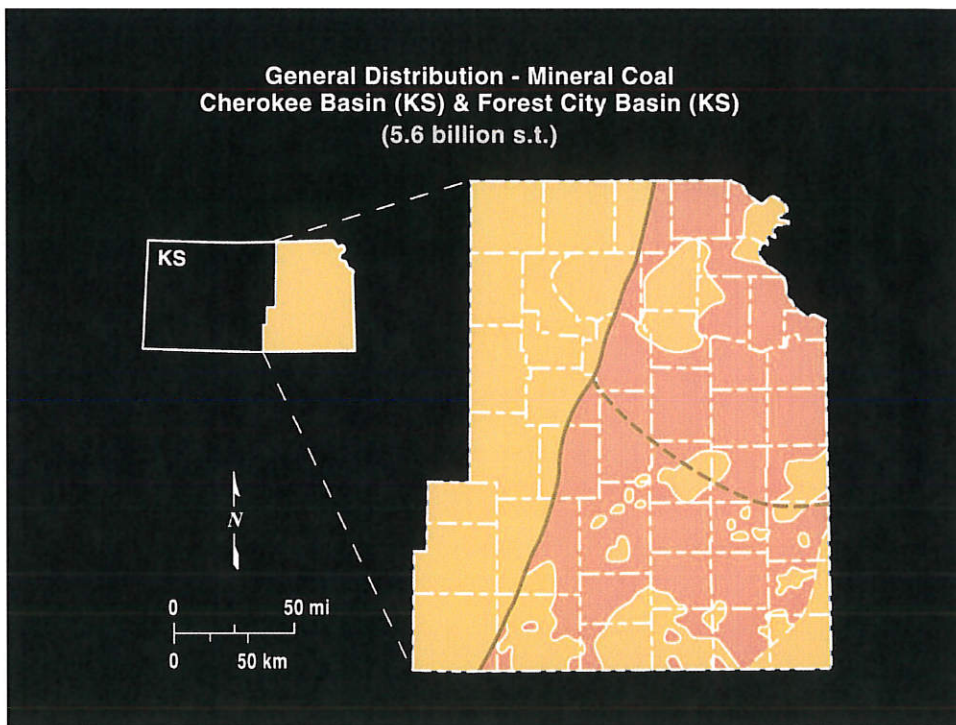 General Distribution - Mineral Coal
Cherokee Basin (KS) & Forest City Basin (KS)
(5.6 billion s.t.)
KS
N
0 50 mi
0 50 km